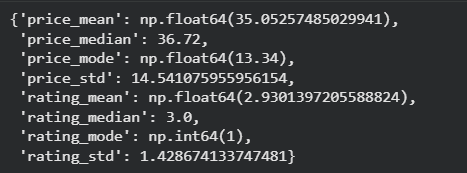 {'price_mean': np.float64(35.05257485029941),
'price_median': 36.72,
'price_mode': np.float64(13.34),
'price_std': 14.541075955956154,
'rating_mean': np.float64(2.9301397205588824),
'rating_median': 3.0,
'rating_mode': np.int64(1),
'rating_std': 1.428674133747481}